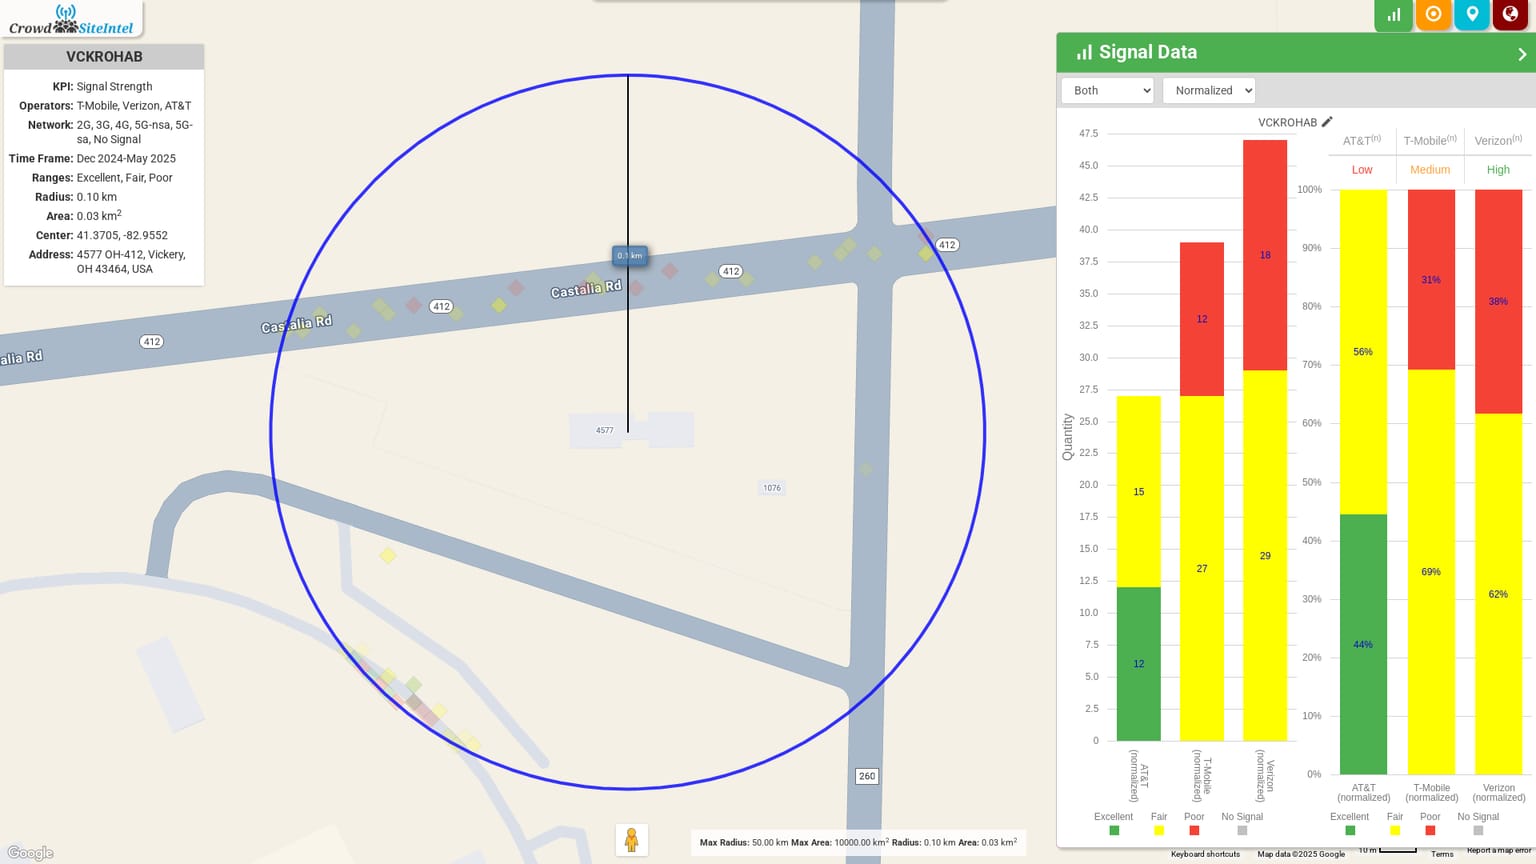 Crowd SiteIntel
VCKROHAB
KPI: Signal Strength
Operators: T-Mobile, Verizon, AT&T
Network: 2G, 3G, 4G, 5G-nsa, 5G-
sa, No Signal
Time Frame: Dec 2024-May 2025
Ranges: Excellent, Fair, Poor
Radius: 0.10 km
Area: 0.03 km²
Center: 41.3705, -82.9552
Address: 4577 OH-412, Vickery,
OH 43464, USA
0.1 km
412
412
Castalia Rd
412
Castalia Rd
412
alia Rd
4577
1076
260
Google
Max Radius: 50.00 km Max Area: 10000.00 km² Radius: 0.10 km Area: 0.03 km²
Signal Data
Both
Normalized
VCKROHAB
Quantity
47.5
45.0
42.5
40.0
37.5
35.0
32.5
30.0
27.5
25.0
22.5
20.0
17.5
15.0
12.5
10.0
7.5
5.0
2.5
0
15
12
12
27
18
29
AT&T
(normalized)
T-Mobile
(normalized)
Verizon
(normalized)
Excellent Fair Poor No Signal
AT&T(n) T-Mobile(n) Verizon(n)
Low Medium High
100%
90%
80%
70%
60%
50%
40%
30%
20%
10%
0%
56%
44%
31%
69%
38%
62%
AT&T
(normalized)
T-Mobile
(normalized)
Verizon
(normalized)
Excellent Fair Poor No Signal
Keyboard shortcuts Map data ©2025 Google 10 m Terms Report a map error